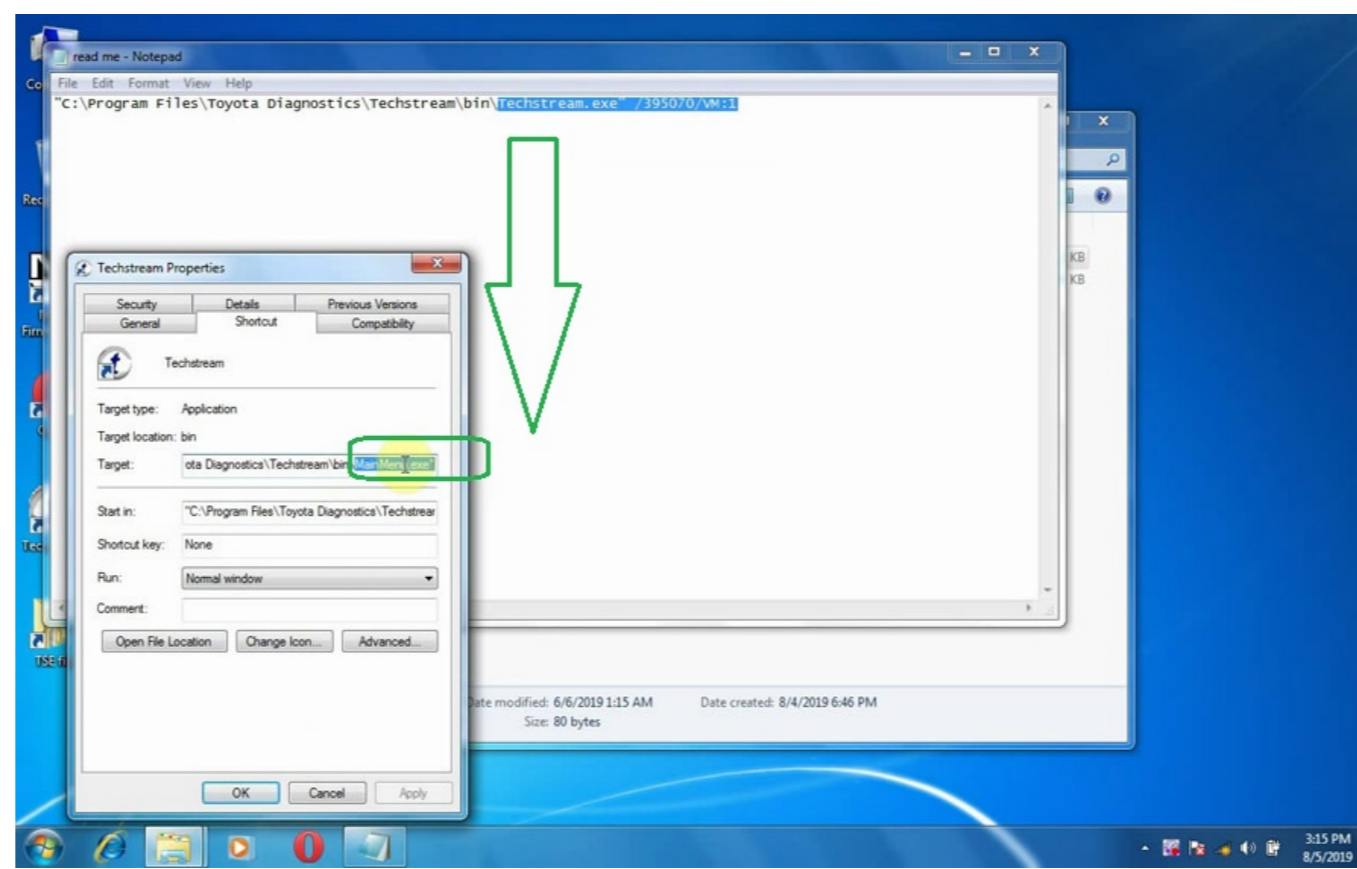 read me - Notepad
File Edit Format View Help
"C:\Program Files\Toyota Diagnostics\Techstream\bin\Techstream.exe" /395070/VM:1
KB
KB
Techstream Properties
Security Details Previous Versions
General Shortcut Compatibility
Techstream
Target type: Application
Target location: bin
Target: ota Diagnostics\Techstream\bin\MainMenu.exe"
Start in: "C:\Program Files\Toyota Diagnostics\Techstrear
Shortcut key: None
Run: Normal window
Comment:
Open File Location Change Icon... Advanced...
OK Cancel Apply
Date modified: 6/6/2019 1:15 AM Date created: 8/4/2019 6:46 PM
Size: 80 bytes
3:15 PM
8/5/2019